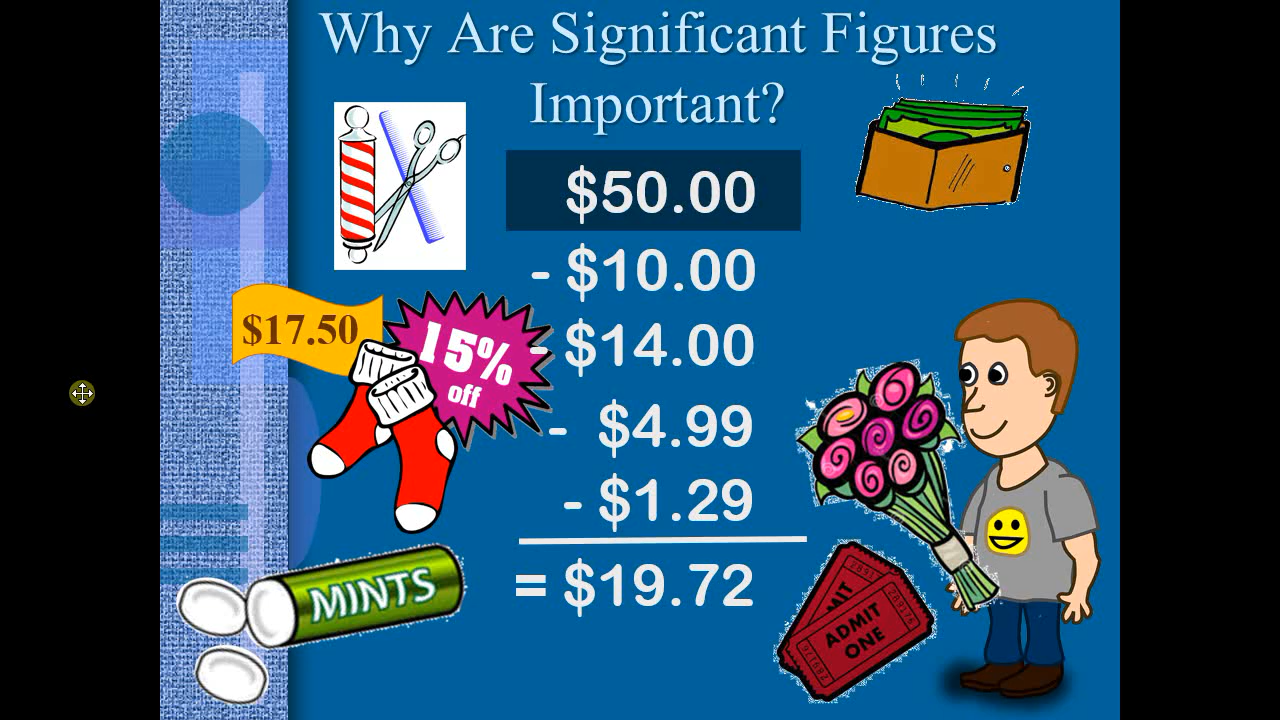 Why Are Significant Figures
Important?
$50.00
- $10.00
$17.50
15%
off
- $14.00
- $4.99
- $1.29
= $19.72
MINTS
ADMIT
ONE